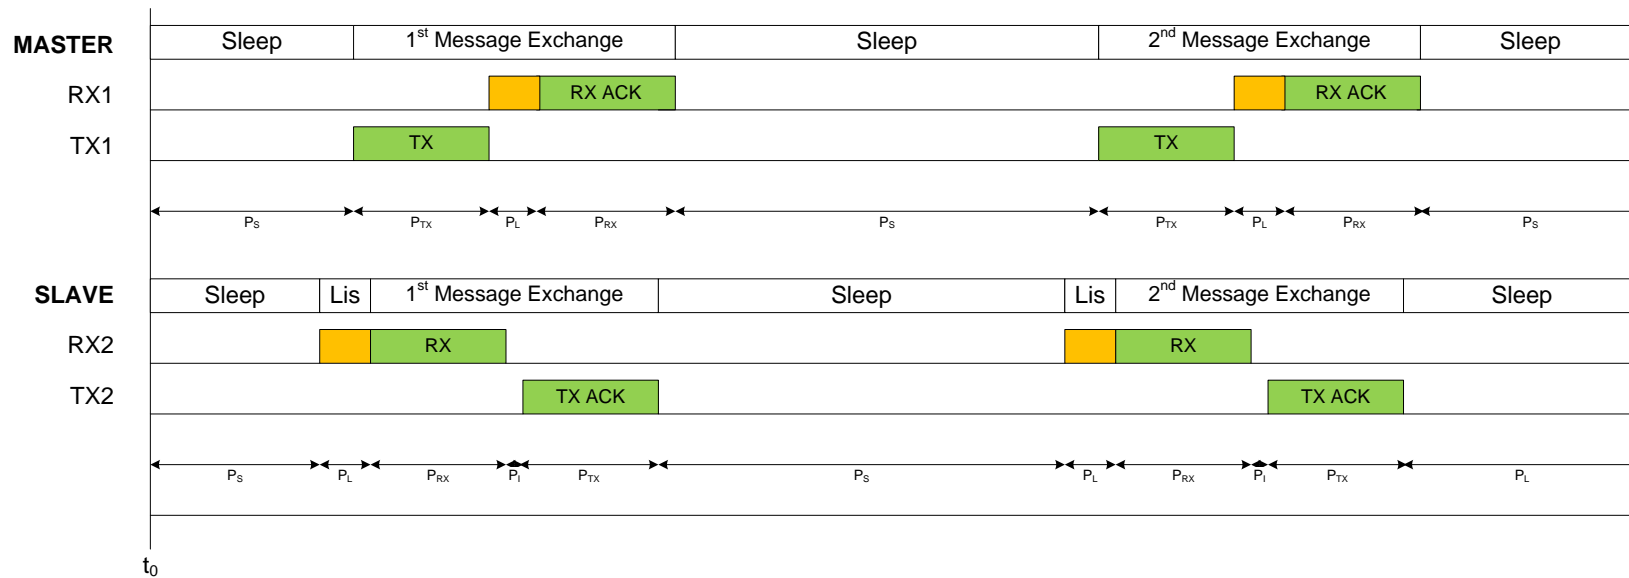 MASTER Sleep 1st Message Exchange Sleep 2nd Message Exchange Sleep
RX1 RX ACK RX ACK
TX1 TX TX
PS PTX PL PRX PS PTX PL PRX PS
SLAVE Sleep Lis 1st Message Exchange Sleep Lis 2nd Message Exchange Sleep
RX2 RX RX
TX2 TX ACK TX ACK
PS PL PRX PI PTX PS PL PRX PI PTX PL
t0